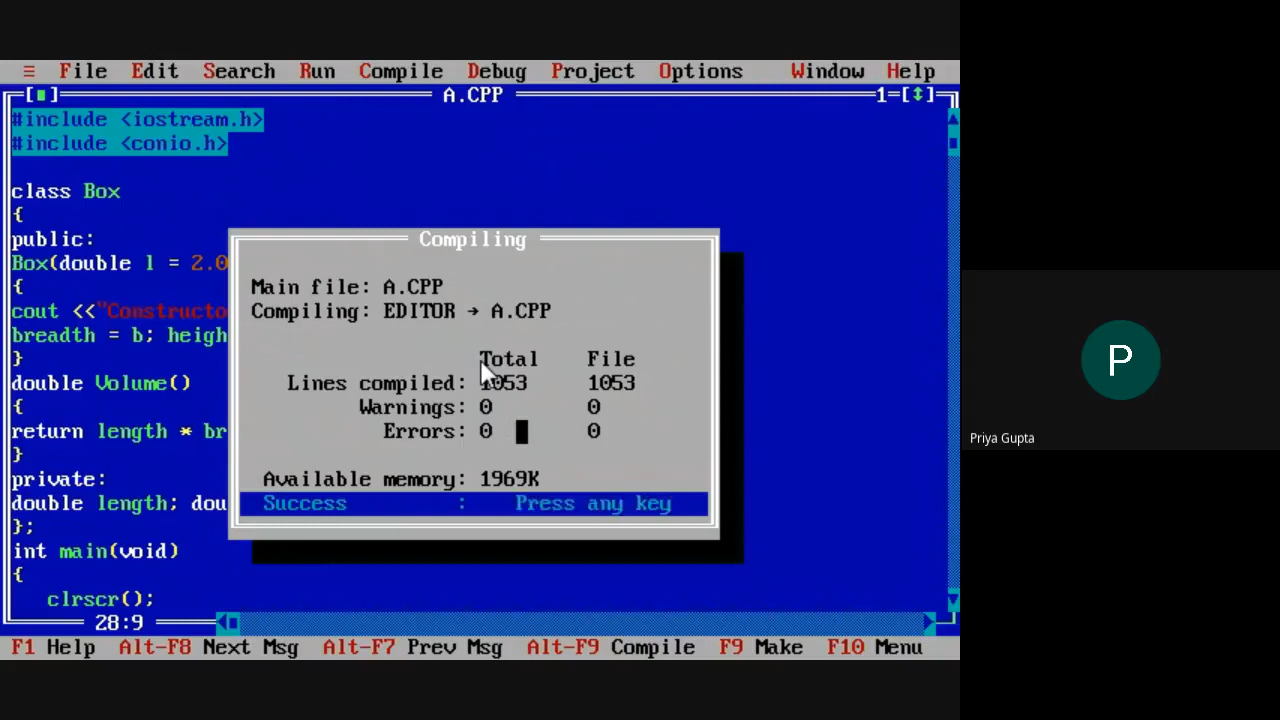 ≡ File Edit Search Run Compile Debug Project Options Window Help
[■] A.CPP 1=[↕]
#include <iostream.h>
#include <conio.h>
class Box
{
public:
Box(double l = 2.0
{
cout <<"Constructo
breadth = b; heigh
}
double Volume()
{
return length * br
}
private:
double length; dou
};
int main(void)
{
clrscr();
28:9
Compiling
Main file: A.CPP
Compiling: EDITOR → A.CPP
Total File
Lines compiled: 1053 1053
Warnings: 0 0
Errors: 0 0
Available memory: 1969K
Success : Press any key
F1 Help Alt-F8 Next Msg Alt-F7 Prev Msg Alt-F9 Compile F9 Make F10 Menu
P
Priya Gupta